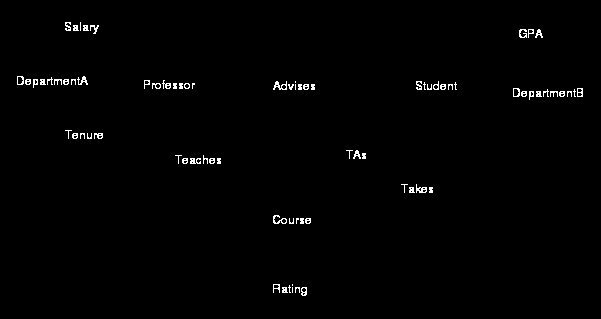 Salary
GPA
DepartmentA
Professor
Advises
Student
DepartmentB
Tenure
Teaches
TAs
Takes
Course
Rating